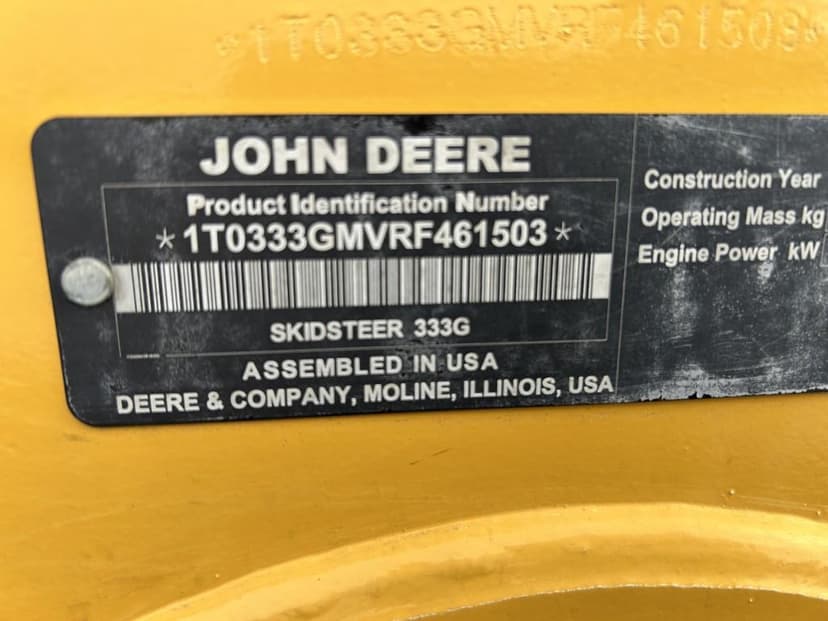 *1T0333GMVRF461503*
JOHN DEERE
Product Identification Number
*1T0333GMVRF461503*
SKIDSTEER 333G
ASSEMBLED IN USA
DEERE & COMPANY, MOLINE, ILLINOIS, USA
Construction Year
Operating Mass kg
Engine Power kW